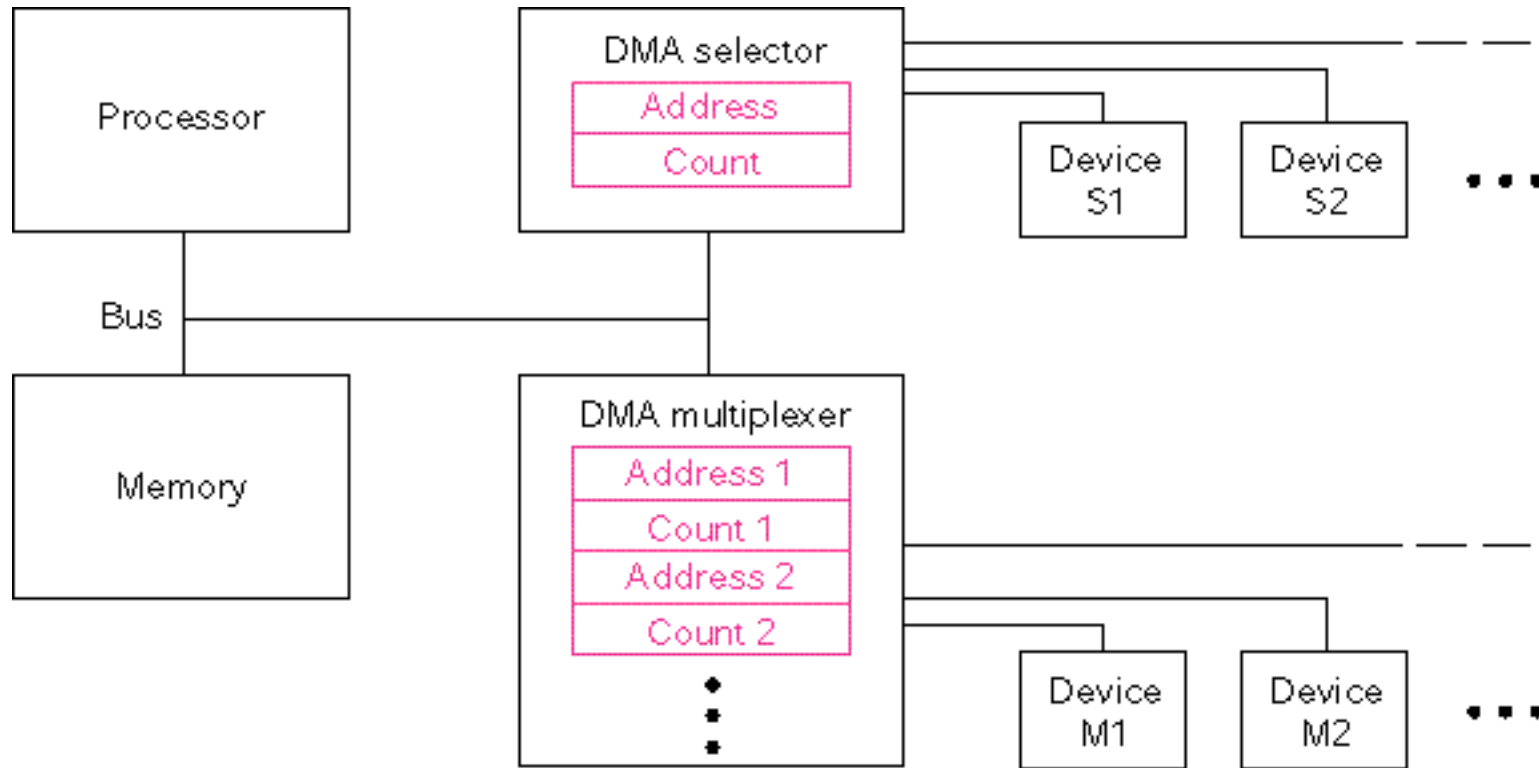 Processor
DMA selector
Address
Count
Device
S1
Device
S2
Bus
Memory
DMA multiplexer
Address 1
Count 1
Address 2
Count 2
Device
M1
Device
M2